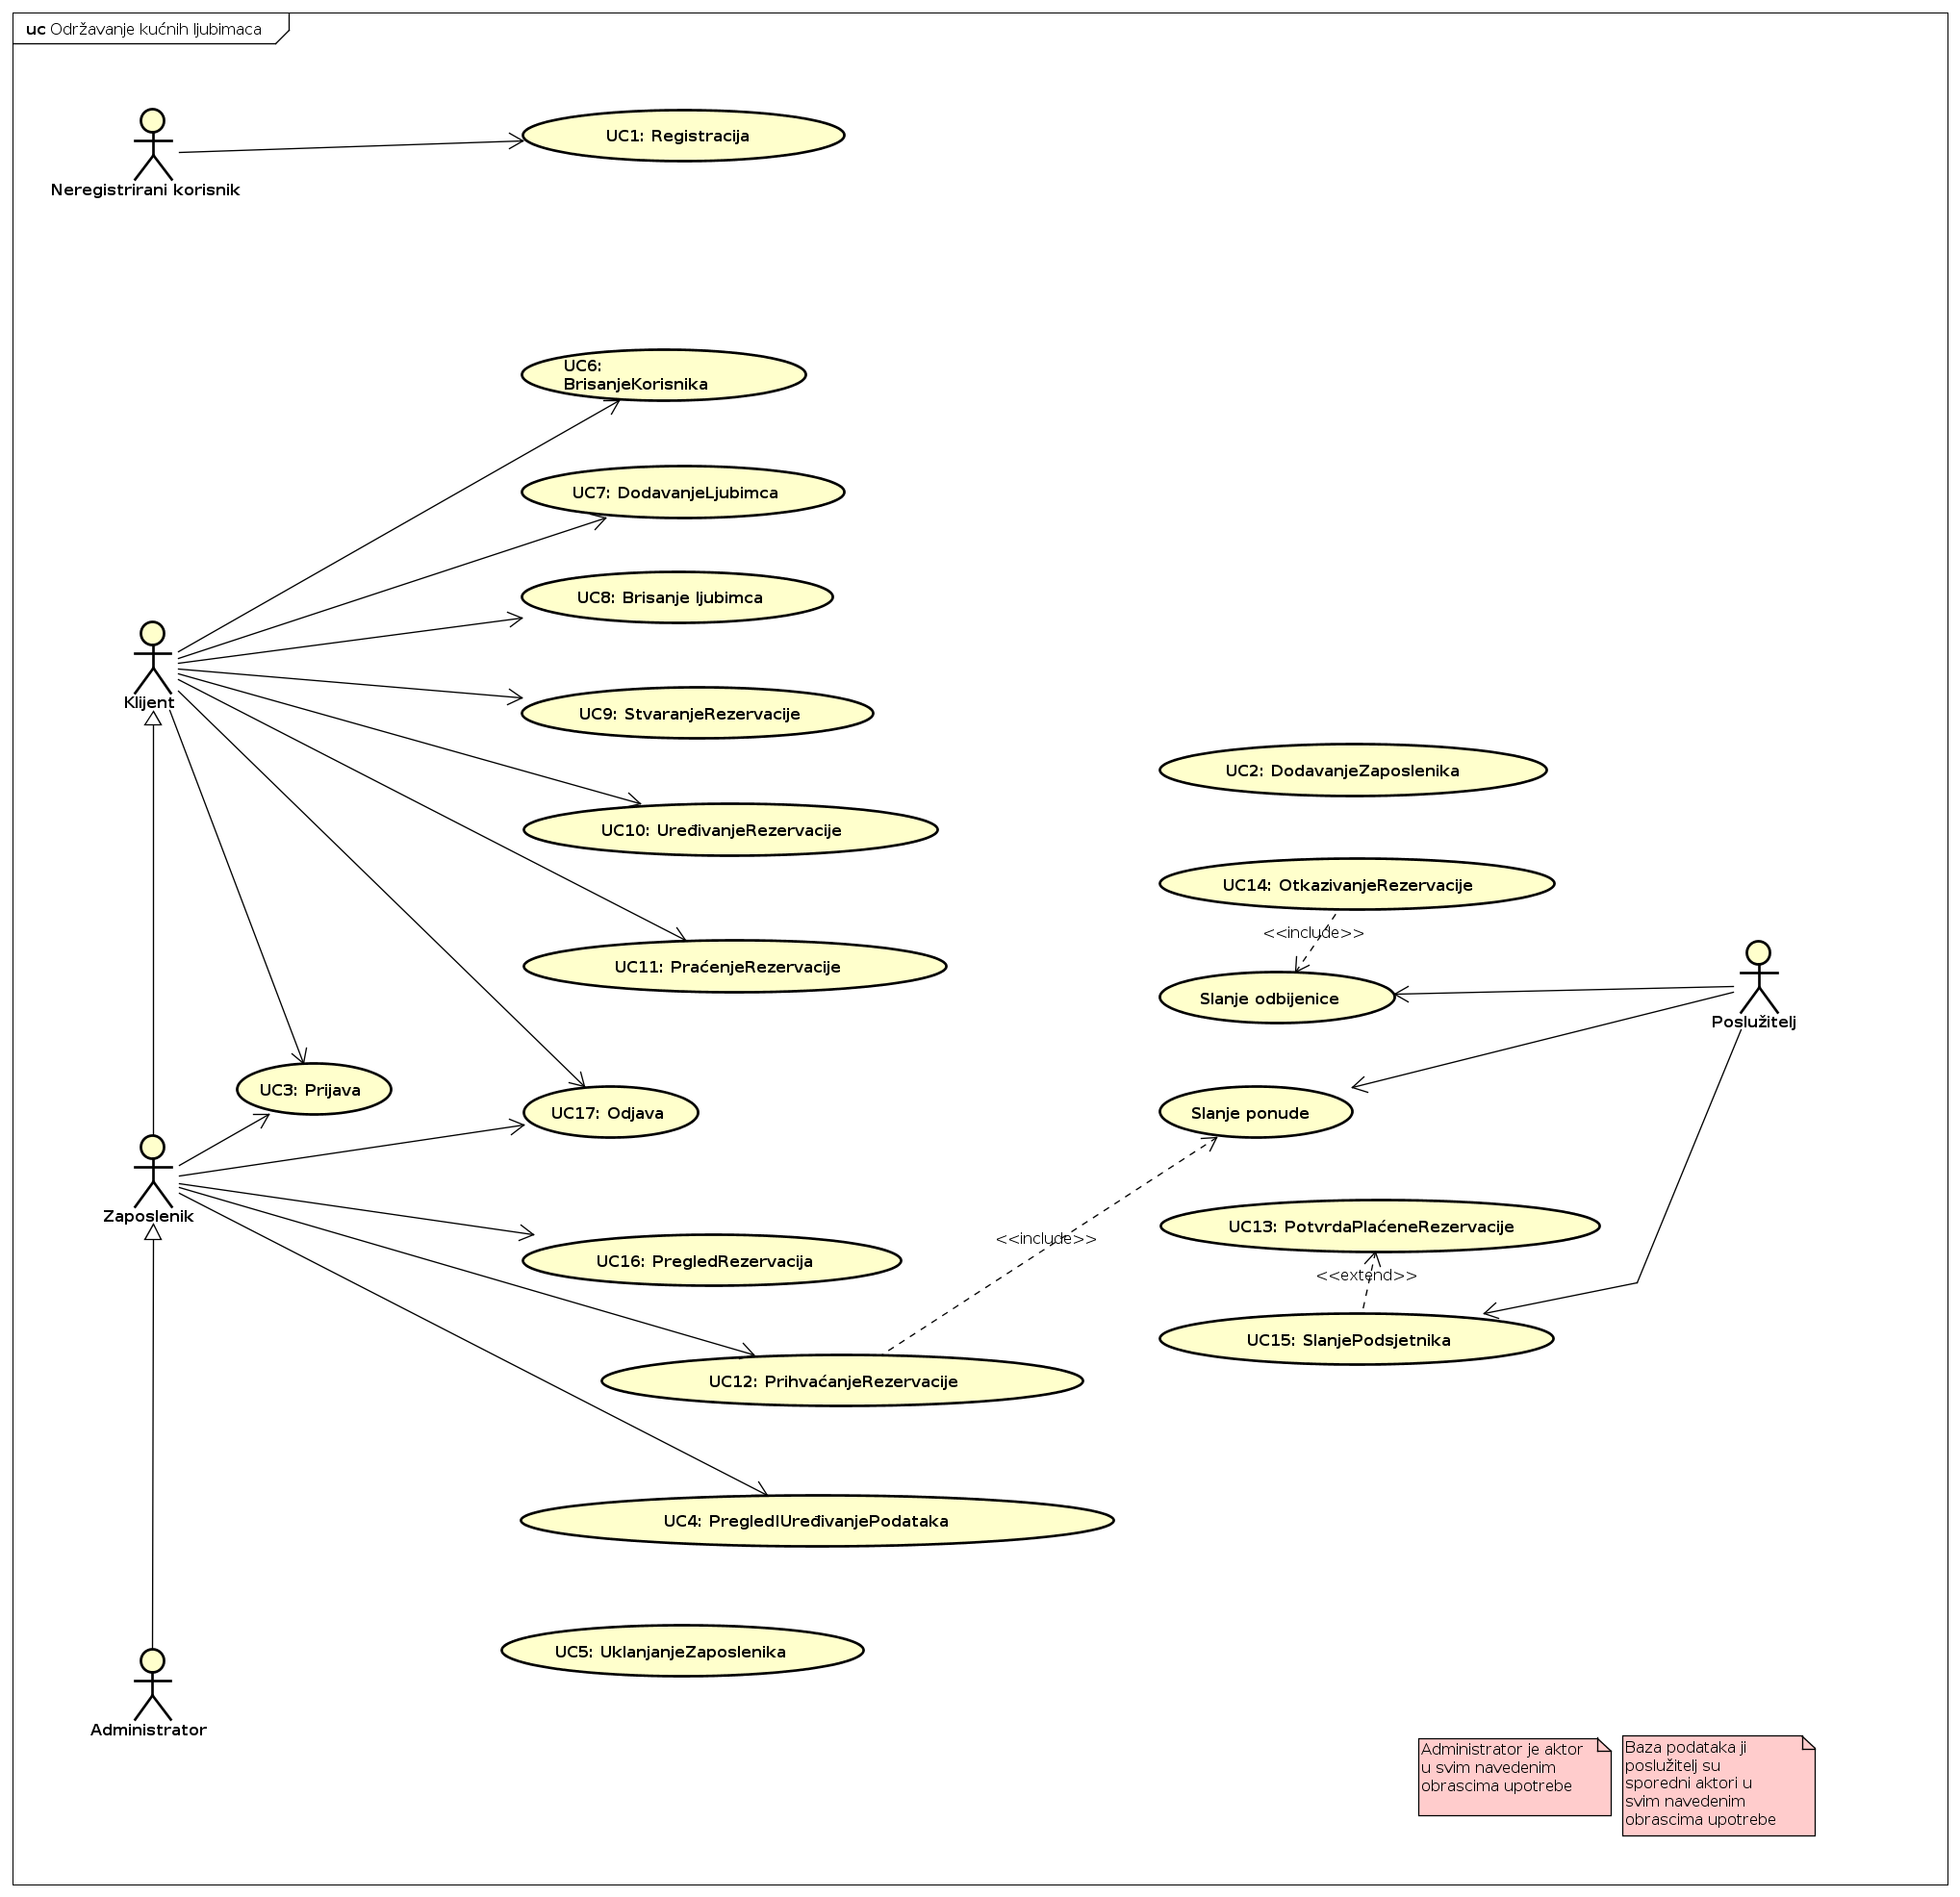 uc Održavanje kućnih ljubimaca
UC1: Registracija
Neregistrirani korisnik
UC6:
BrisanjeKorisnika
UC7: DodavanjeLjubimca
UC8: Brisanje ljubimca
Klijent
UC9: StvaranjeRezervacije
UC2: DodavanjeZaposlenika
UC10: UređivanjeRezervacije
UC14: OtkazivanjeRezervacije
<<include>>
UC11: PraćenjeRezervacije
Slanje odbijenice
Poslužitelj
UC3: Prijava
UC17: Odjava
Slanje ponude
Zaposlenik
UC13: PotvrdaPlaćeneRezervacije
<<include>>
UC16: PregledRezervacija
<<extend>>
UC15: SlanjePodsjetnika
UC12: PrihvaćanjeRezervacije
UC4: PregledIUređivanjePodataka
UC5: UklanjanjeZaposlenika
Administrator
Administrator je aktor
u svim navedenim
obrascima upotrebe
Baza podataka ji
poslužitelj su
sporedni aktori u
svim navedenim
obrascima upotrebe